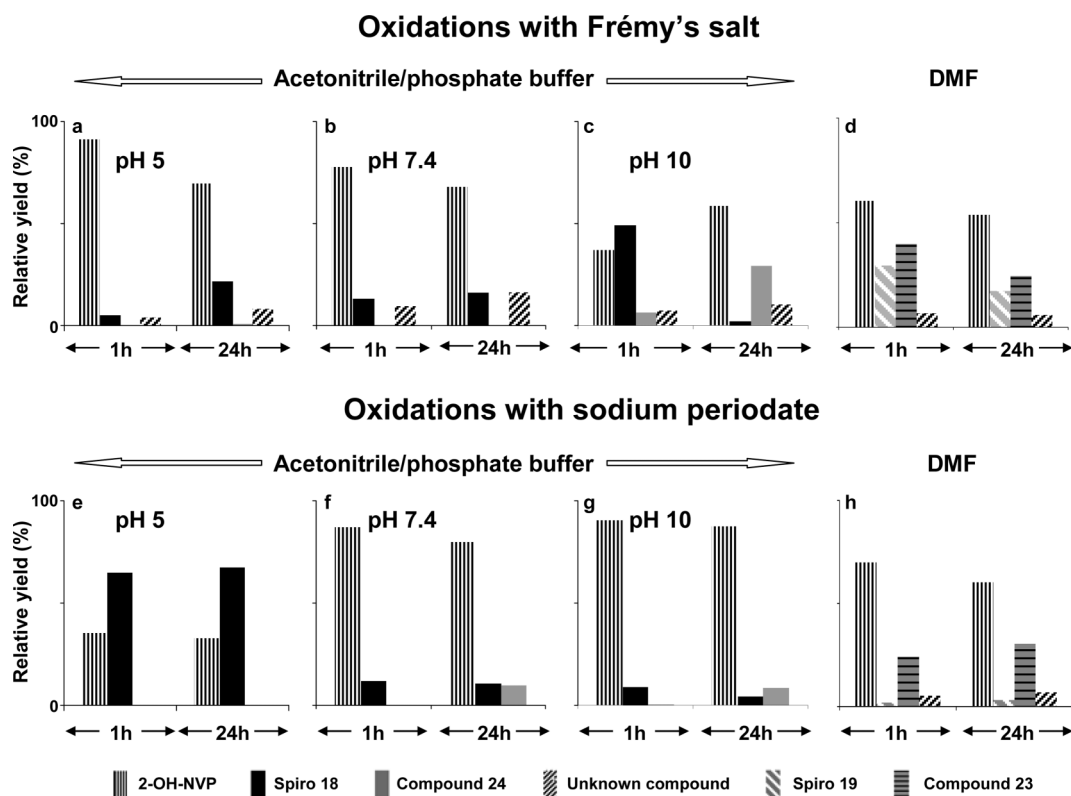 Oxidations with Frémy's salt
Acetonitrile/phosphate buffer
DMF
Relative yield (%)
100
0
a
pH 5
1h
24h
b
pH 7.4
1h
24h
c
pH 10
1h
24h
d
1h
24h
Oxidations with sodium periodate
Acetonitrile/phosphate buffer
DMF
Relative yield (%)
100
0
e
pH 5
1h
24h
f
pH 7.4
1h
24h
g
pH 10
1h
24h
h
1h
24h
2-OH-NVP
Spiro 18
Compound 24
Unknown compound
Spiro 19
Compound 23